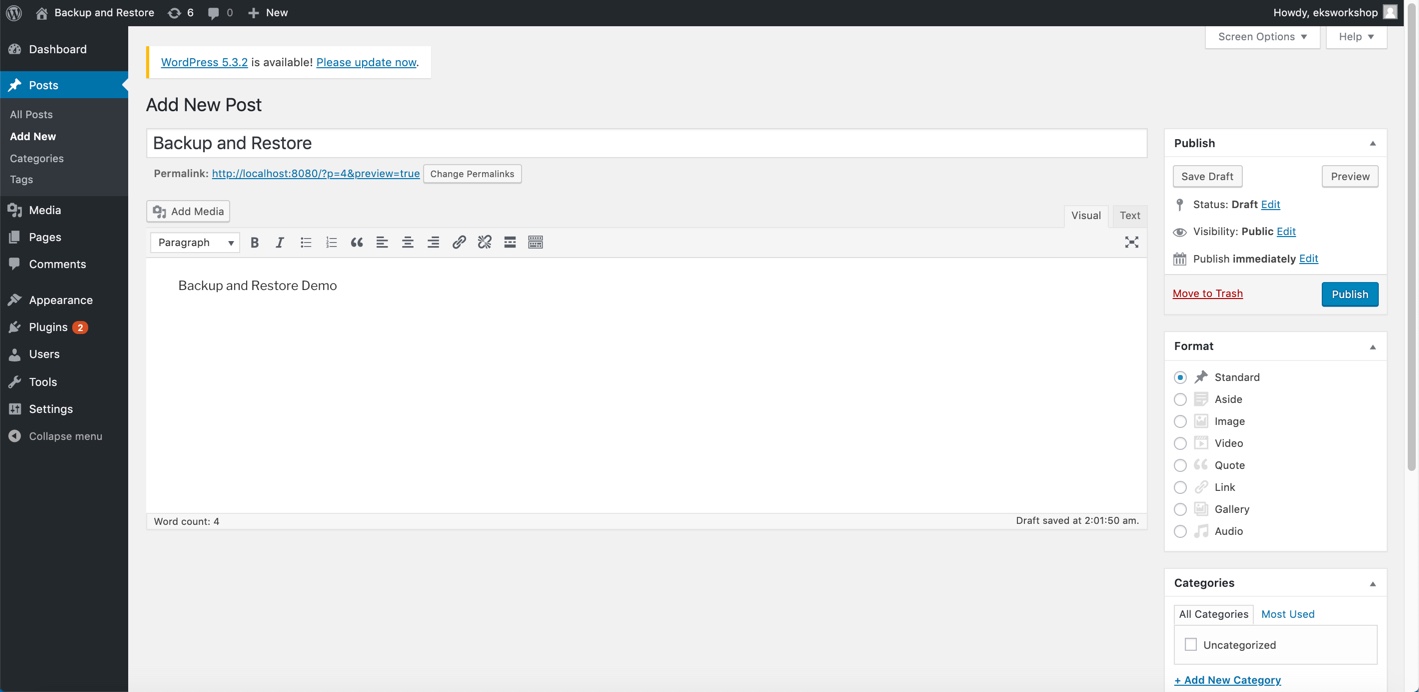 Backup and Restore 6 0 New Howdy, eksworkshop
Screen Options Help
Dashboard
Posts
All Posts
Add New
Categories
Tags
Media
Pages
Comments
Appearance
Plugins 2
Users
Tools
Settings
Collapse menu
WordPress 5.3.2 is available! Please update now.
Add New Post
Backup and Restore
Permalink: http://localhost:8080/?p=4&preview=true Change Permalinks
Add Media
Visual Text
Paragraph B I
Backup and Restore Demo
Word count: 4 Draft saved at 2:01:50 am.
Publish
Save Draft Preview
Status: Draft Edit
Visibility: Public Edit
Publish immediately Edit
Move to Trash Publish
Format
Standard
Aside
Image
Video
Quote
Link
Gallery
Audio
Categories
All Categories Most Used
Uncategorized
+ Add New Category